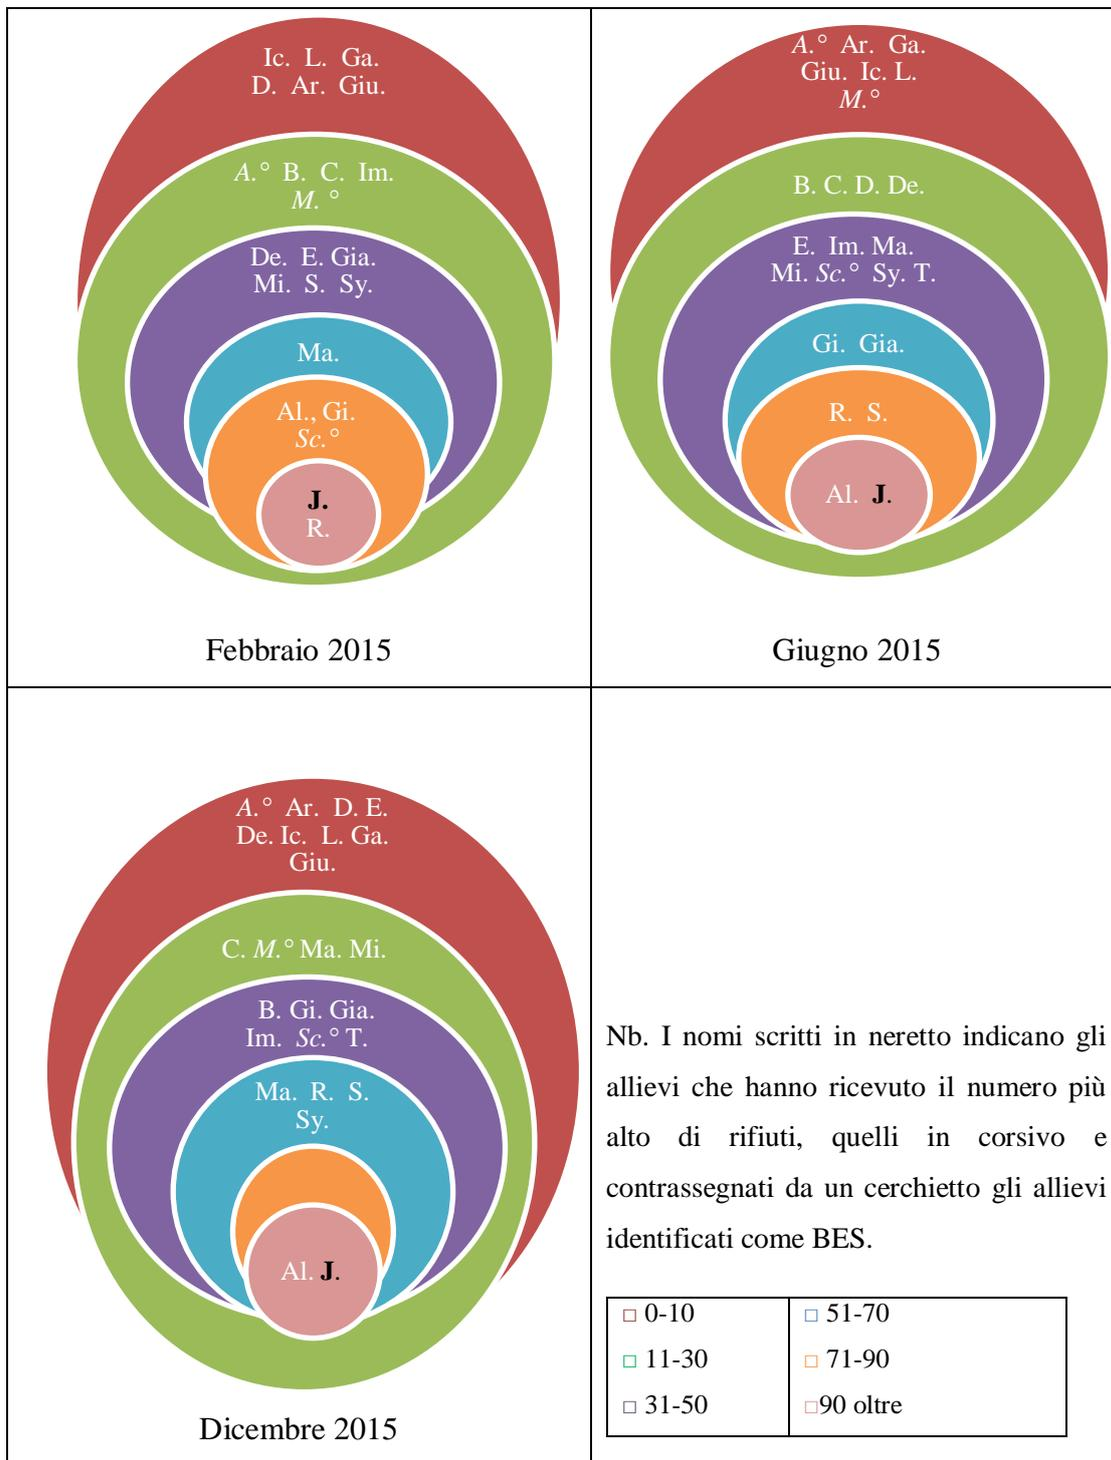 Ic. L. Ga.
D. Ar. Giu.
A.° B. C. Im.
M. °
De. E. Gia.
Mi. S. Sy.
Ma.
Al., Gi.
Sc.°
J.
R.
Febbraio 2015
A.° Ar. Ga.
Giu. Ic. L.
M.°
B. C. D. De.
E. Im. Ma.
Mi. Sc.° Sy. T.
Gi. Gia.
R. S.
Al. J.
Giugno 2015
A.° Ar. D. E.
De. Ic. L. Ga.
Giu.
C. M.° Ma. Mi.
B. Gi. Gia.
Im. Sc.° T.
Ma. R. S.
Sy.
Al. J.
Dicembre 2015
Nb. I nomi scritti in neretto indicano gli
allievi che hanno ricevuto il numero più
alto di rifiuti, quelli in corsivo e
contrassegnati da un cerchietto gli allievi
identificati come BES.
□ 0-10
□ 11-30
□ 31-50
□ 51-70
□ 71-90
□90 oltre